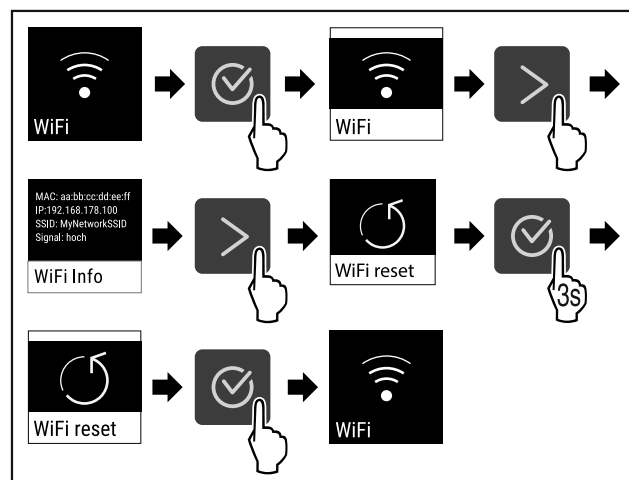 WiFi
WiFi
MAC: aa:bb:cc:dd:ee:ff
IP:192.168.178.100
SSID: MyNetworkSSID
Signal: hoch
WiFi Info
WiFi reset
3s
WiFi reset
WiFi